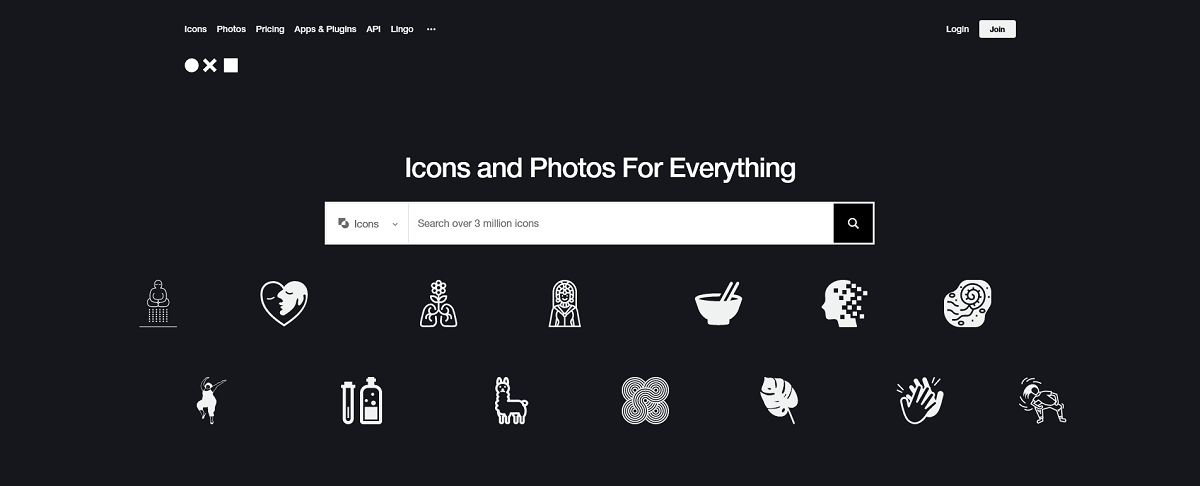 Icons Photos Pricing Apps & Plugins API Lingo ••• Login Join
Icons and Photos For Everything
Icons Search over 3 million icons